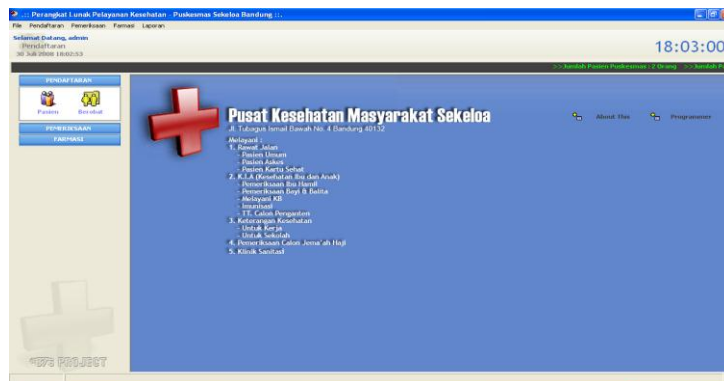 .:: Perangkat Lunak Pelayanan Kesehatan - Puskesmas Sekeloa Bandung ::.
File Pendaftaran Pemeriksaan Farmasi Laporan
Selamat Datang, admin
Pendaftaran
30 Juli 2008 18:02:53
18:03:00
>>Jumlah Pasien Puskesmas : 2 Orang >>Jumlah P
PENDAFTARAN
Pasien Berobat
PEMERIKSAAN
FARMASI
Pusat Kesehatan Masyarakat Sekeloa
Jl. Tubagus Ismail Bawah No. 4 Bandung 40132
About This Programmer
Melayani :
1. Rawat Jalan
- Pasien Umum
- Pasien Askes
- Pasien Kartu Sehat
2. K.I.A (Kesehatan Ibu dan Anak)
- Pemeriksaan Ibu Hamil
- Pemeriksaan Bayi & Balita
- Melayani KB
- Imunisasi
- TT. Calon Penganten
3. Keterangan Kesehatan
- Untuk Kerja
- Untuk Sekolah
4. Pemeriksaan Calon Jema'ah Haji
5. Klinik Sanitasi
PROJECT